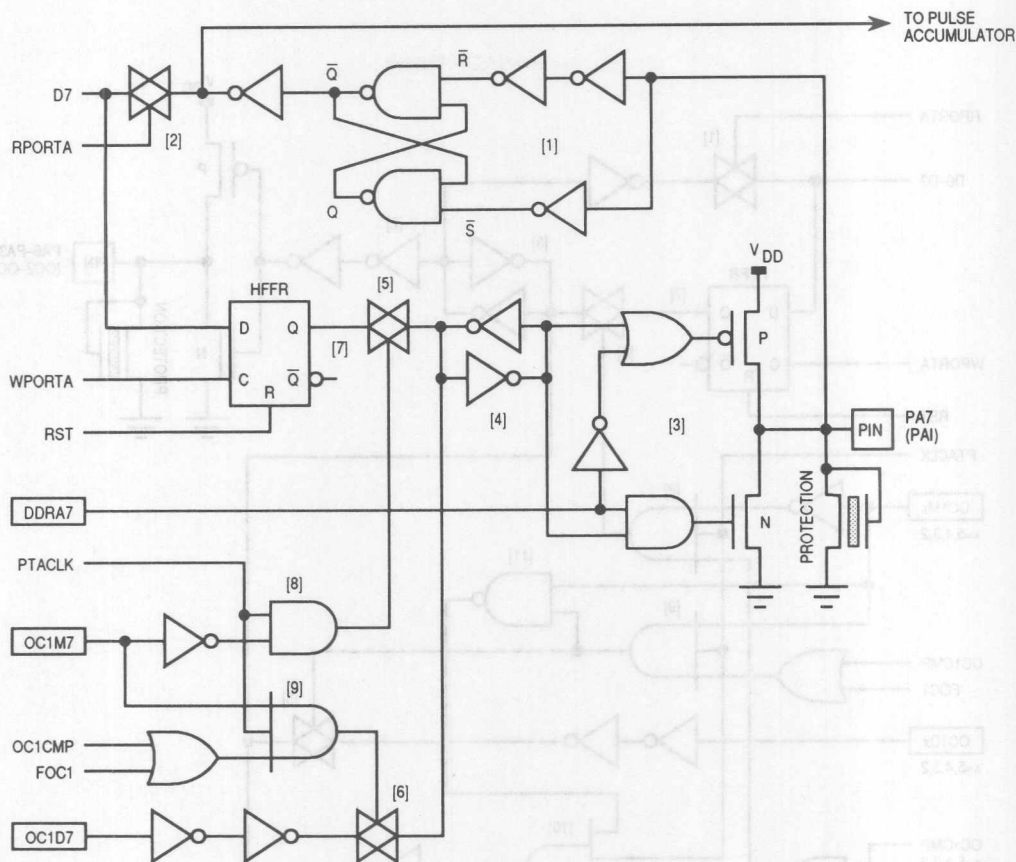 TO PULSE
ACCUMULATOR
Q̅
R̅
D7
[2]
[1]
RPORTA
Q
S̅
V DD
[5]
HFFR
D
Q
[7]
P
WPORTA
C
Q̅
R
[4]
[3]
PIN
PA7
(PAI)
RST
PROTECTION
DDRA7
N
PTACLK
[8]
OC1M7
[9]
OC1CMP
FOC1
[6]
OC1D7